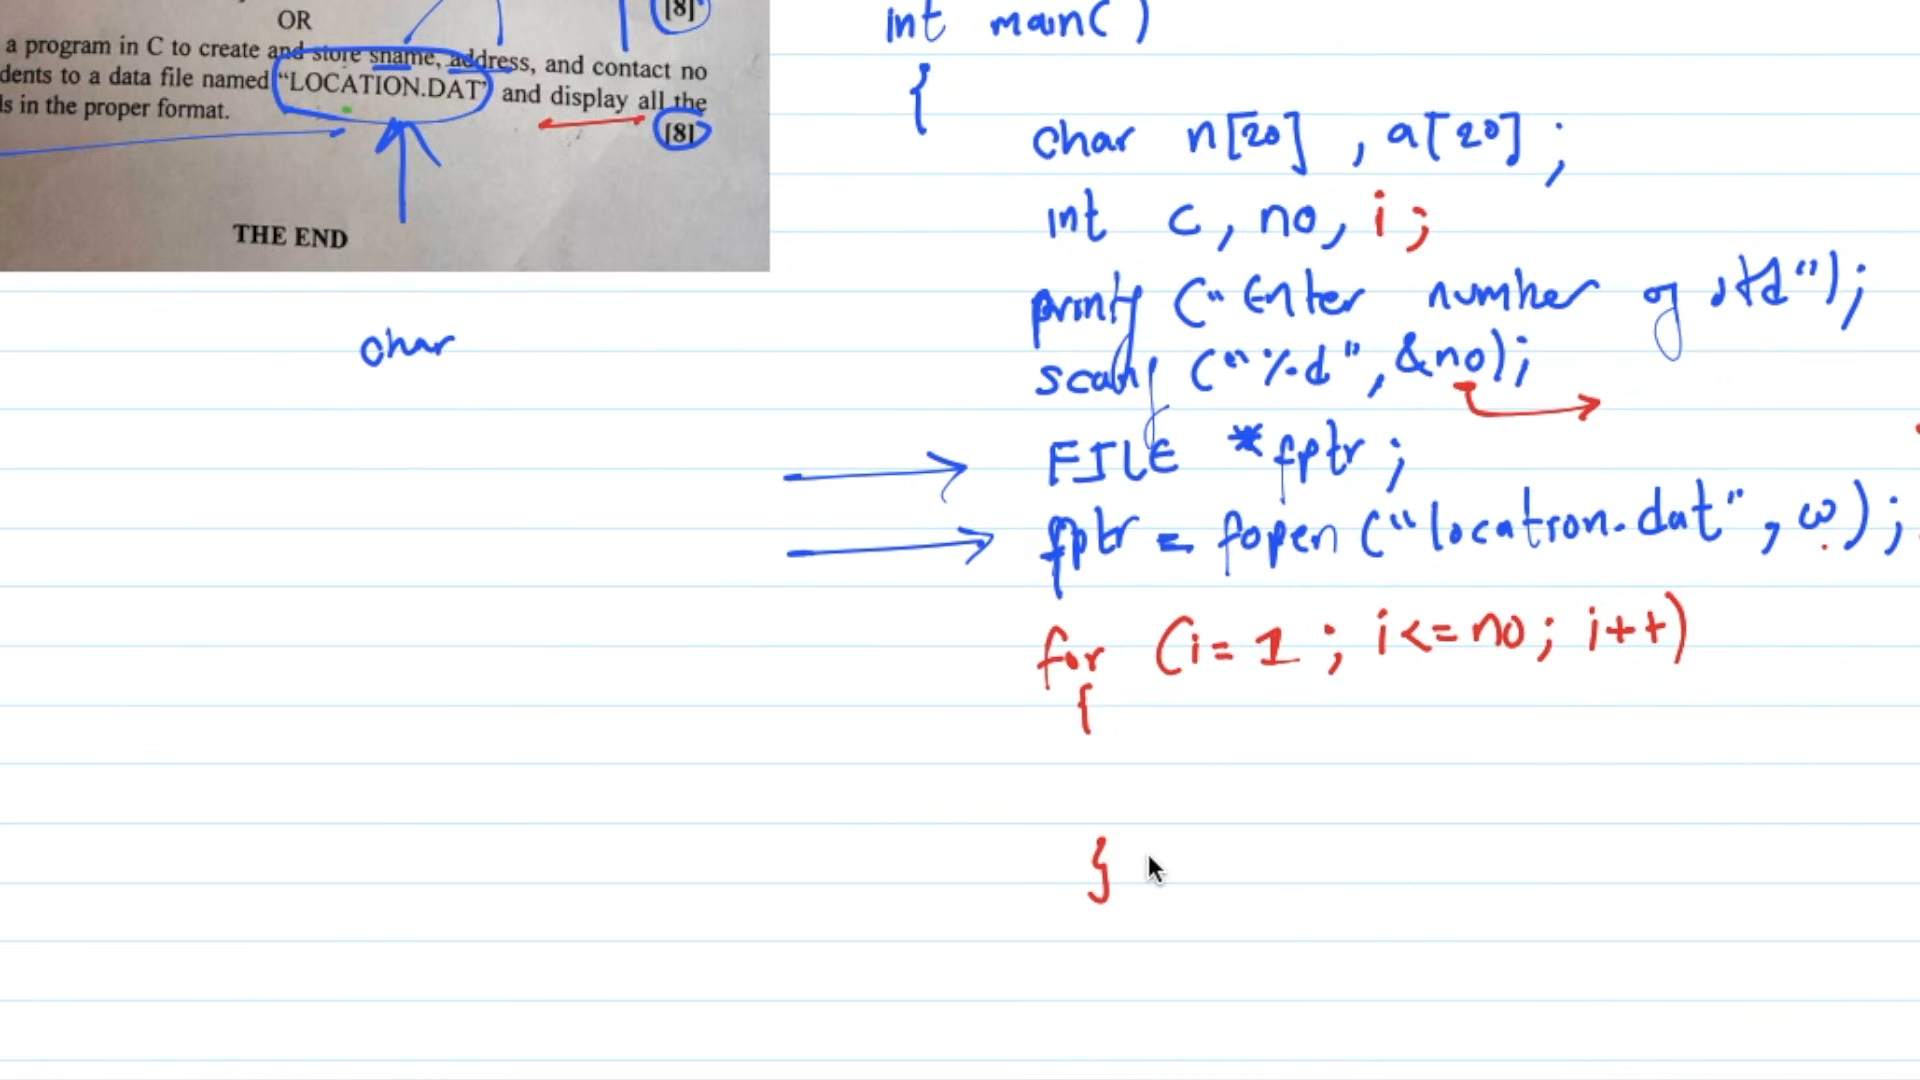 [8]
OR
a program in C to create and store sname, address, and contact no
dents to a data file named “LOCATION.DAT” and display all the
ls in the proper format.
[8]
THE END
char
int main( )
{
char n[20] , a[20] ;
int c, no, i ;
printf ("Enter number of std");
scanf ("%d", &no);
FILE *fptr ;
fptr = fopen ("location.dat", w);
for (i= 1 ; i<= no; i++)
{
}